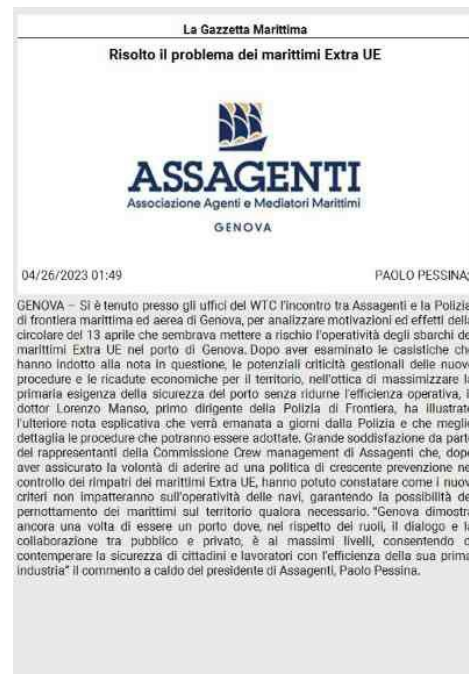 La Gazzetta Marittima
Risolto il problema dei marittimi Extra UE
ASSAGENTI
Associazione Agenti e Mediatori Marittimi
GENOVA
04/26/2023 01:49 PAOLO PESSINA;
GENOVA – Si è tenuto presso gli uffici del WTC l'incontro tra Assagenti e la Polizia
di frontiera marittima ed aerea di Genova, per analizzare motivazioni ed effetti della
circolare del 13 aprile che sembrava mettere a rischio l'operatività degli sbarchi de
marittimi Extra UE nel porto di Genova. Dopo aver esaminato le casistiche che
hanno indotto alla nota in questione, le potenziali criticità gestionali delle nuove
procedure e le ricadute economiche per il territorio, nell'ottica di massimizzare la
primaria esigenza della sicurezza del porto senza ridurne l'efficienza operativa, i
dottor Lorenzo Manso, primo dirigente della Polizia di Frontiera, ha illustrato
l'ulteriore nota esplicativa che verrà emanata a giorni dalla Polizia e che meglio
dettaglia le procedure che potranno essere adottate. Grande soddisfazione da parte
dei rappresentanti della Commissione Crew management di Assagenti che, dopo
aver assicurato la volontà di aderire ad una politica di crescente prevenzione nel
controllo dei rimpatri dei marittimi Extra UE, hanno potuto constatare come i nuovi
criteri non impatteranno sull'operatività delle navi, garantendo la possibilità de
pernottamento dei marittimi sul territorio qualora necessario. "Genova dimostra
ancora una volta di essere un porto dove, nel rispetto dei ruoli, il dialogo e la
collaborazione tra pubblico e privato, è ai massimi livelli, consentendo d
contemperare la sicurezza di cittadini e lavoratori con l'efficienza della sua prima
industria" il commento a caldo del presidente di Assagenti, Paolo Pessina.